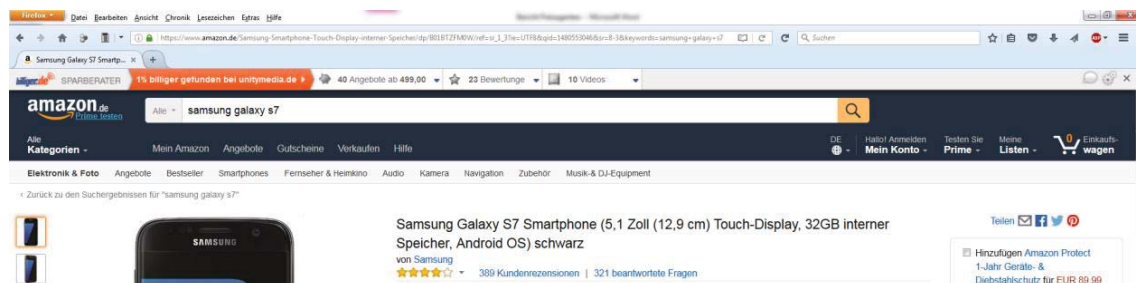 Firefox
Datei Bearbeiten Ansicht Chronik Lesezeichen Extras Hilfe
https://www.amazon.de/Samsung-Smartphone-Touch-Display-interner-Speicher/dp/B01BTZFM0W/ref=sr_1_3?ie=UTF8&qid=1480553046&sr=8-3&keywords=samsung+galaxy+s7
Suchen
a Samsung Galaxy S7 Smartp... × +
billiger.de SPARBERATER 1% billiger gefunden bei unitymedia.de 40 Angebote ab 499,00 23 Bewertunge 10 Videos ×
amazon.de
Prime testen
Alle samsung galaxy s7
Alle
Kategorien
Mein Amazon Angebote Gutscheine Verkaufen Hilfe
DE
Hallo! Anmelden
Mein Konto
Testen Sie
Prime
Meine
Listen
0 Einkaufs-
wagen
Elektronik & Foto Angebote Bestseller Smartphones Fernseher & Heimkino Audio Kamera Navigation Zubehör Musik-& DJ-Equipment
‹ Zurück zu den Suchergebnissen für "samsung galaxy s7"
SAMSUNG
Samsung Galaxy S7 Smartphone (5,1 Zoll (12,9 cm) Touch-Display, 32GB interner
Speicher, Android OS) schwarz
von Samsung
389 Kundenrezensionen | 321 beantwortete Fragen
Teilen
Hinzufügen Amazon Protect
1-Jahr Geräte- &
Diebstahlschutz für EUR 89,99